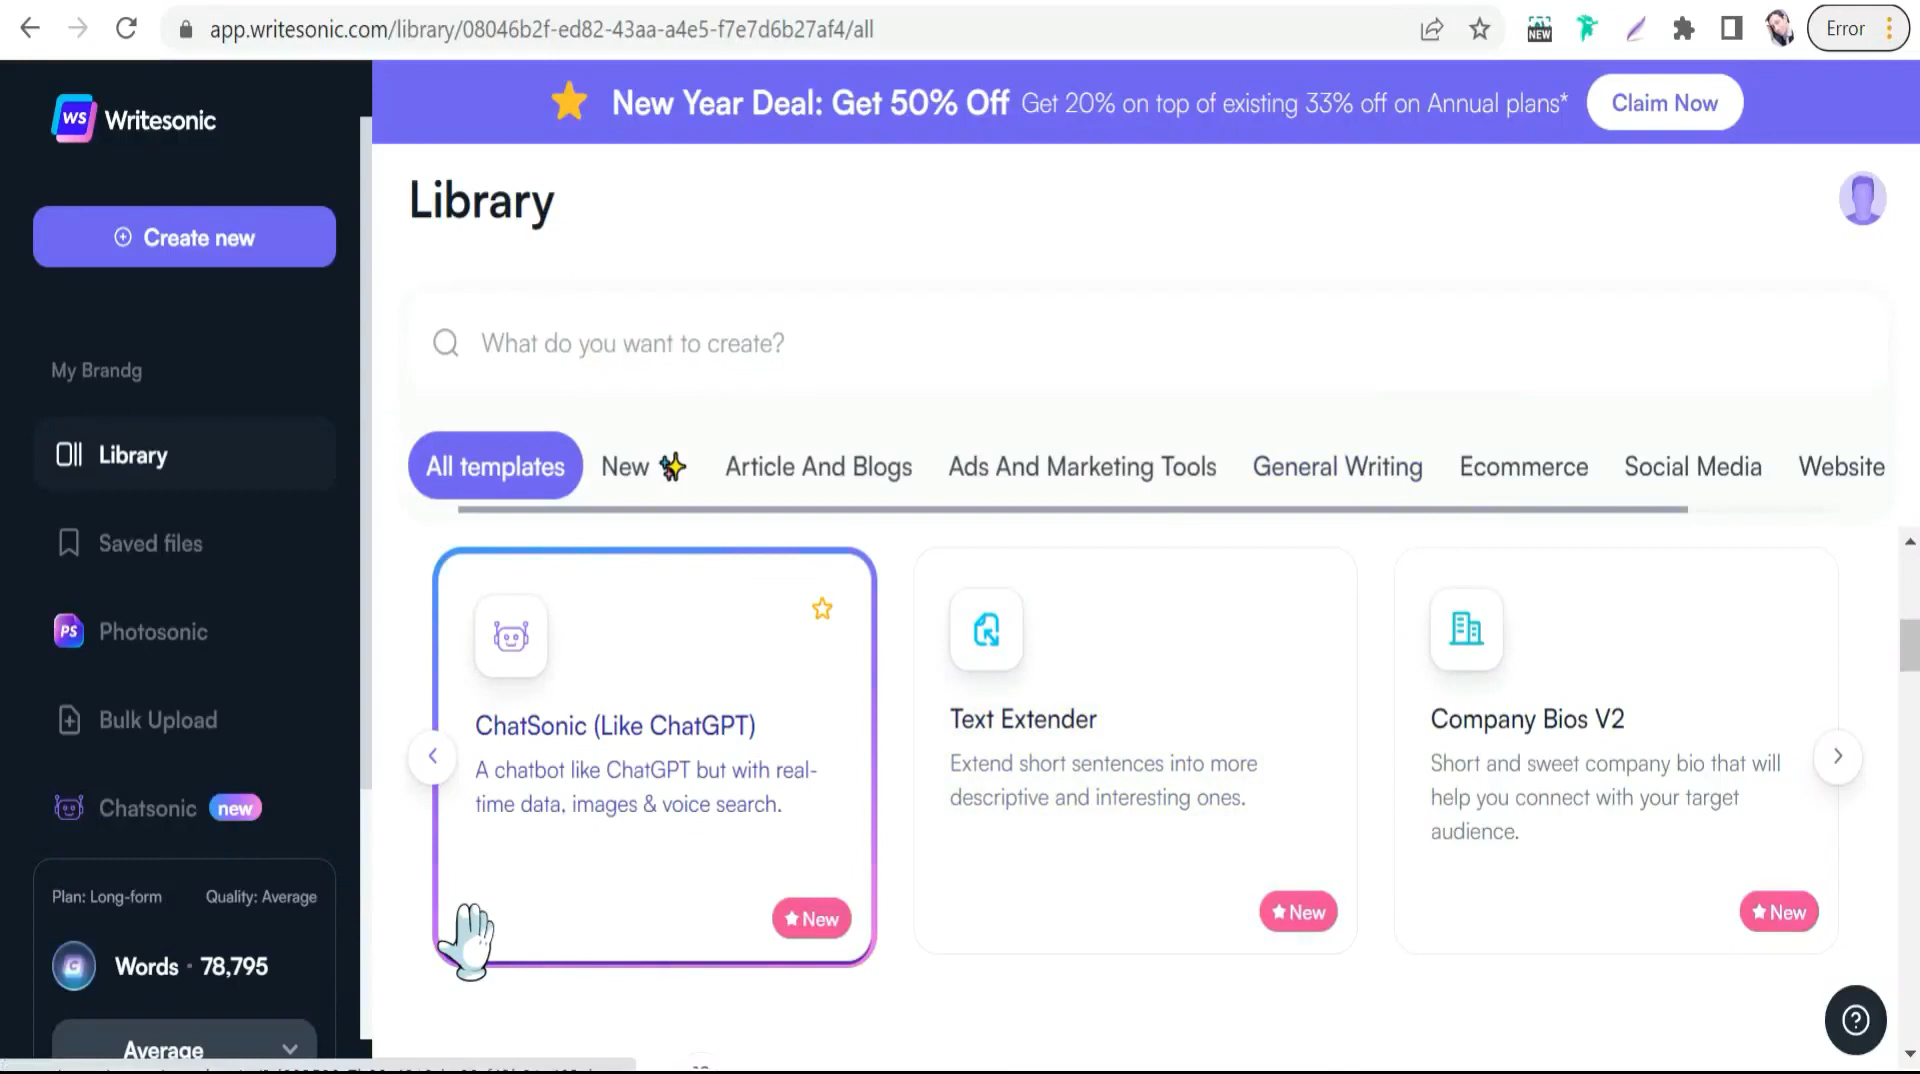 app.writesonic.com/library/08046b2f-ed82-43aa-a4e5-f7e7d6b27af4/all
NEW
Error
WS Writesonic
New Year Deal: Get 50% Off Get 20% on top of existing 33% off on Annual plans* Claim Now
Create new
Library
What do you want to create?
My Brandg
Library
All templates New Article And Blogs Ads And Marketing Tools General Writing Ecommerce Social Media Website
Saved files
PS Photosonic
Bulk Upload
Chatsonic new
ChatSonic (Like ChatGPT)
A chatbot like ChatGPT but with real-
time data, images & voice search.
New
Text Extender
Extend short sentences into more
descriptive and interesting ones.
New
Company Bios V2
Short and sweet company bio that will
help you connect with your target
audience.
New
Plan: Long-form Quality: Average
G Words · 78,795
Average